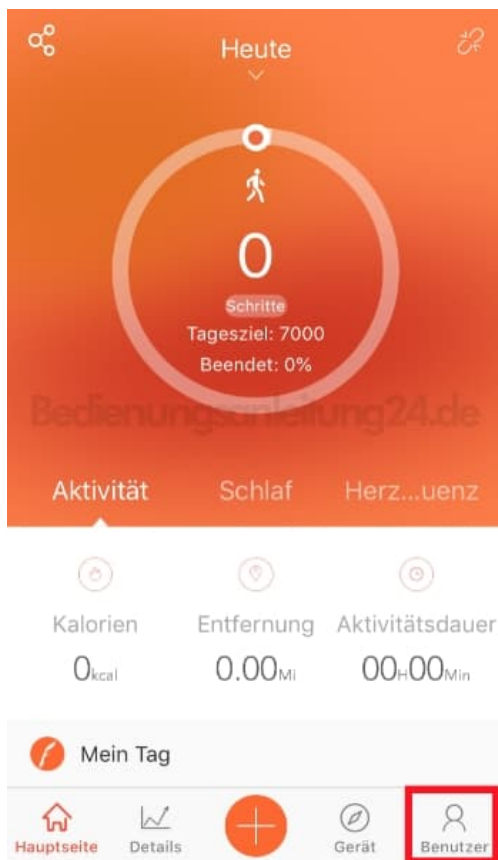 Heute
0
Schritte
Tagesziel: 7000
Beendet: 0%
Bedienungsanleitung24.de
Aktivität Schlaf Herz...uenz
Kalorien Entfernung Aktivitätsdauer
0kcal 0.00Mi 00H00Min
Mein Tag
Hauptseite Details Gerät Benutzer